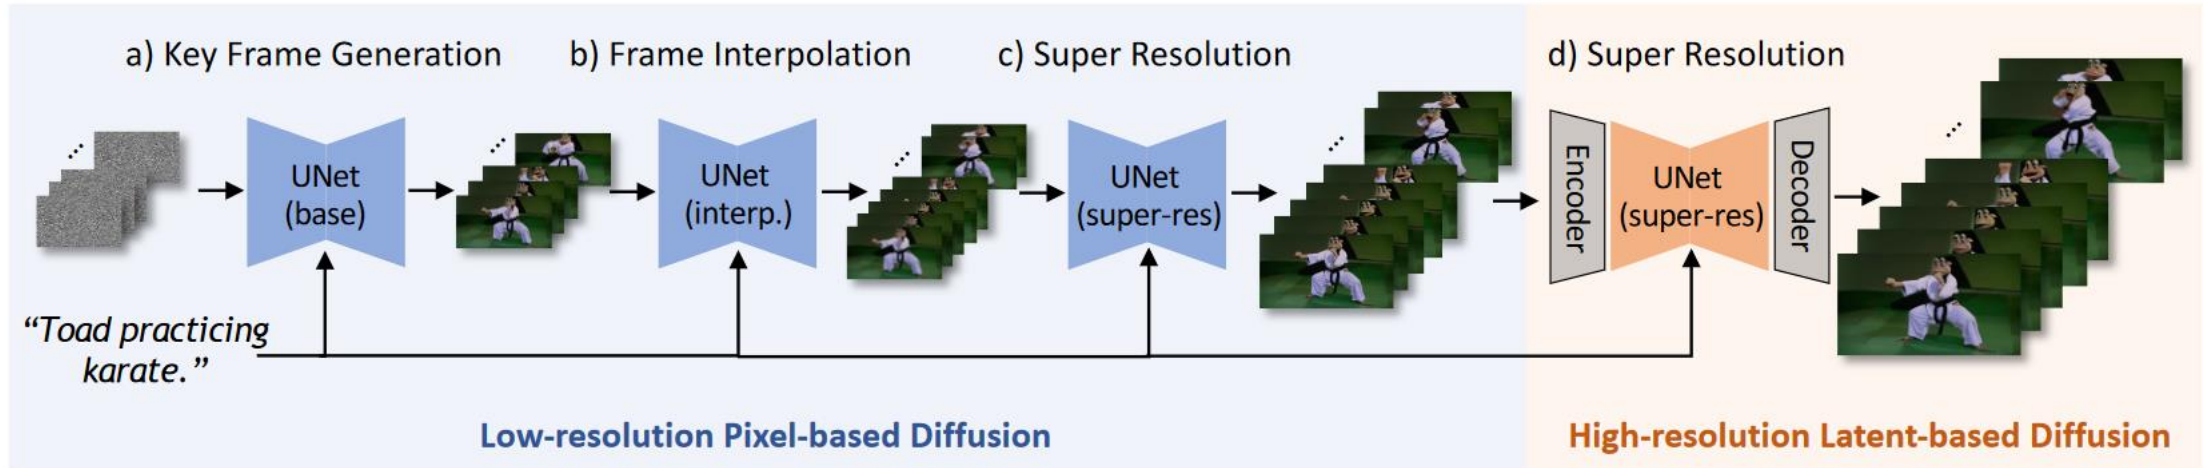 a) Key Frame Generation
b) Frame Interpolation
c) Super Resolution
d) Super Resolution
UNet
(base)
UNet
(interp.)
UNet
(super-res)
Encoder
UNet
(super-res)
Decoder
“Toad practicing
karate.”
Low-resolution Pixel-based Diffusion
High-resolution Latent-based Diffusion